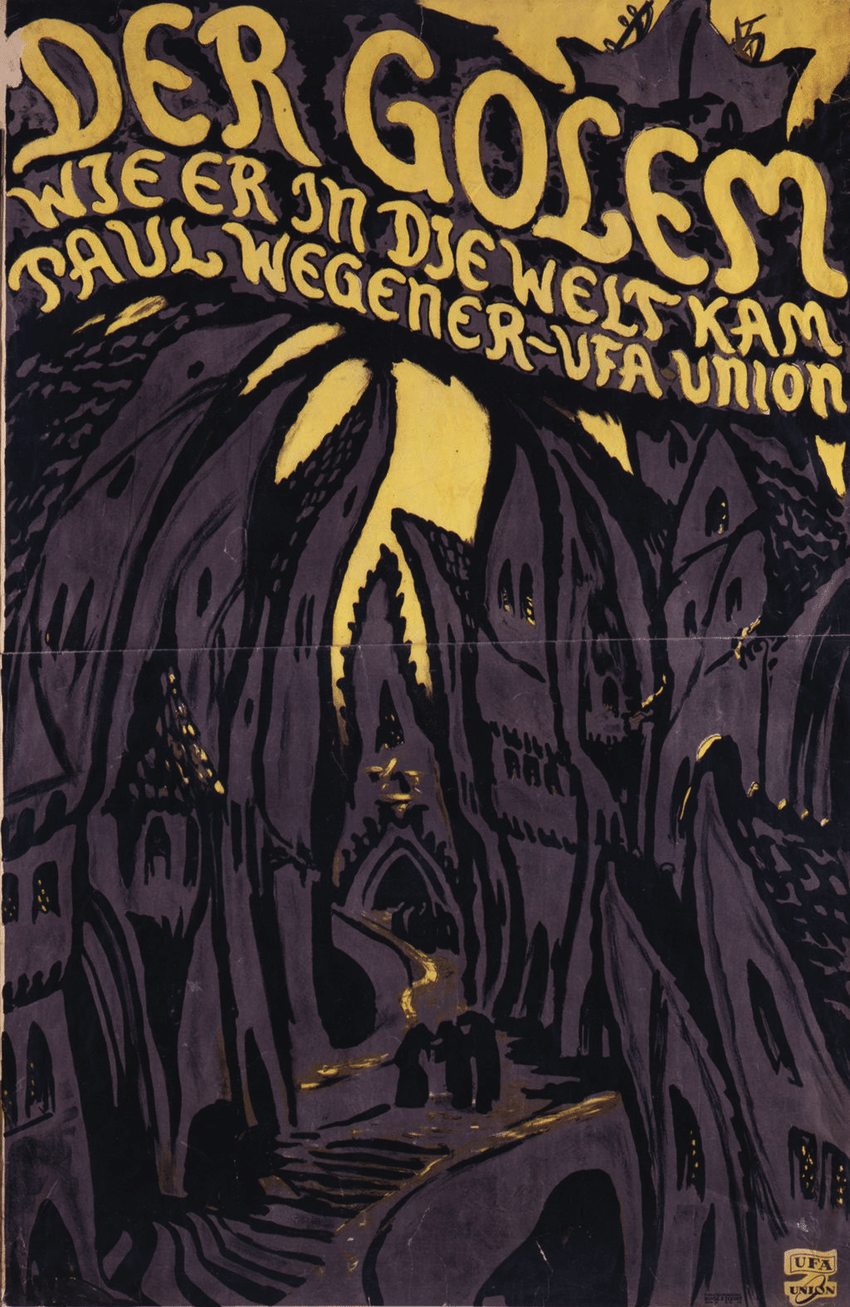 DER GOLEM
WIE ER IN DIE WELT KAM
PAUL WEGENER-UFA UNION
UFA
UNION